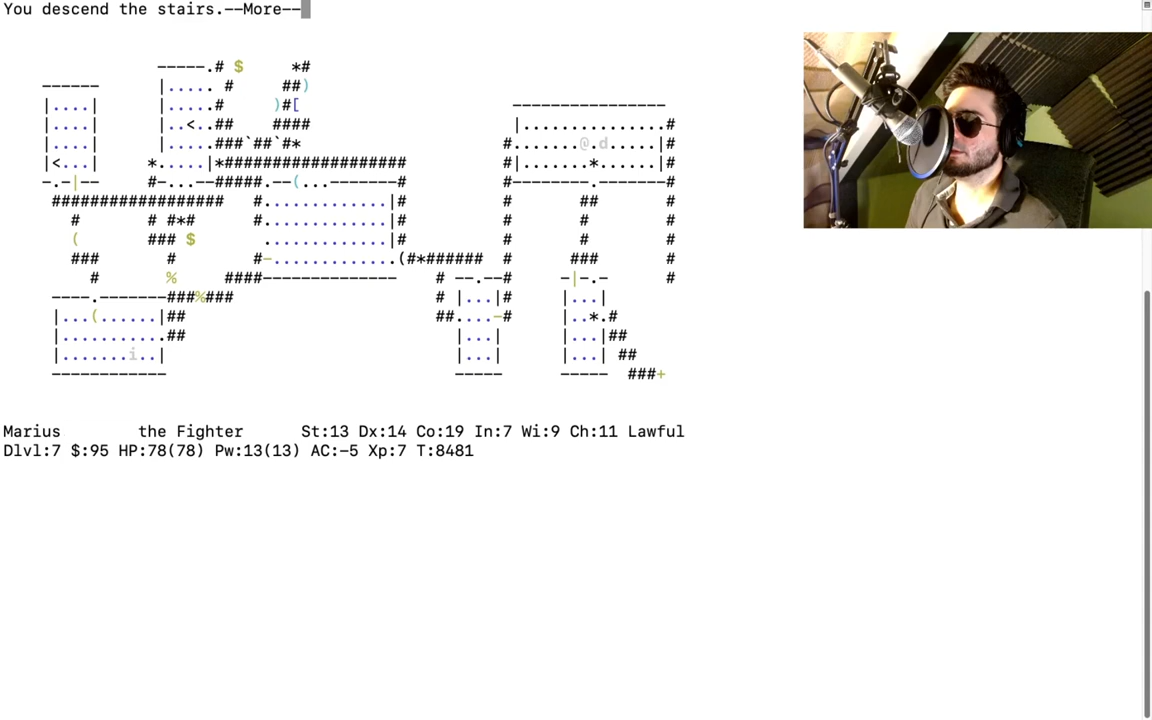 You descend the stairs.--More--
-----.# $ *#
------ |..... # ##)
|....| |.....# )#[ ----------------
|....| |..<..## #### |..............#
|....| |.....###`##`#* #......@.d.....|#
|<...| *.....|*################### #|.......*......|#
-.-|-- #-...--#####.--(...-------# #--------.-------#
################## #.............|# # ## #
# # #*# #.............|# # # #
( ### $ .............|# # # #
### # #-.............(#*###### # ### #
# % ####-------------- # --.--# -|-.- #
----.-------###%### # |...|# |...|
|...(......|## ##....-# |..*.#
|...........## |...| |...|##
|.......i..| |...| |...| ##
------------ ----- ----- ###+
Marius the Fighter St:13 Dx:14 Co:19 In:7 Wi:9 Ch:11 Lawful
Dlvl:7 $:95 HP:78(78) Pw:13(13) AC:-5 Xp:7 T:8481